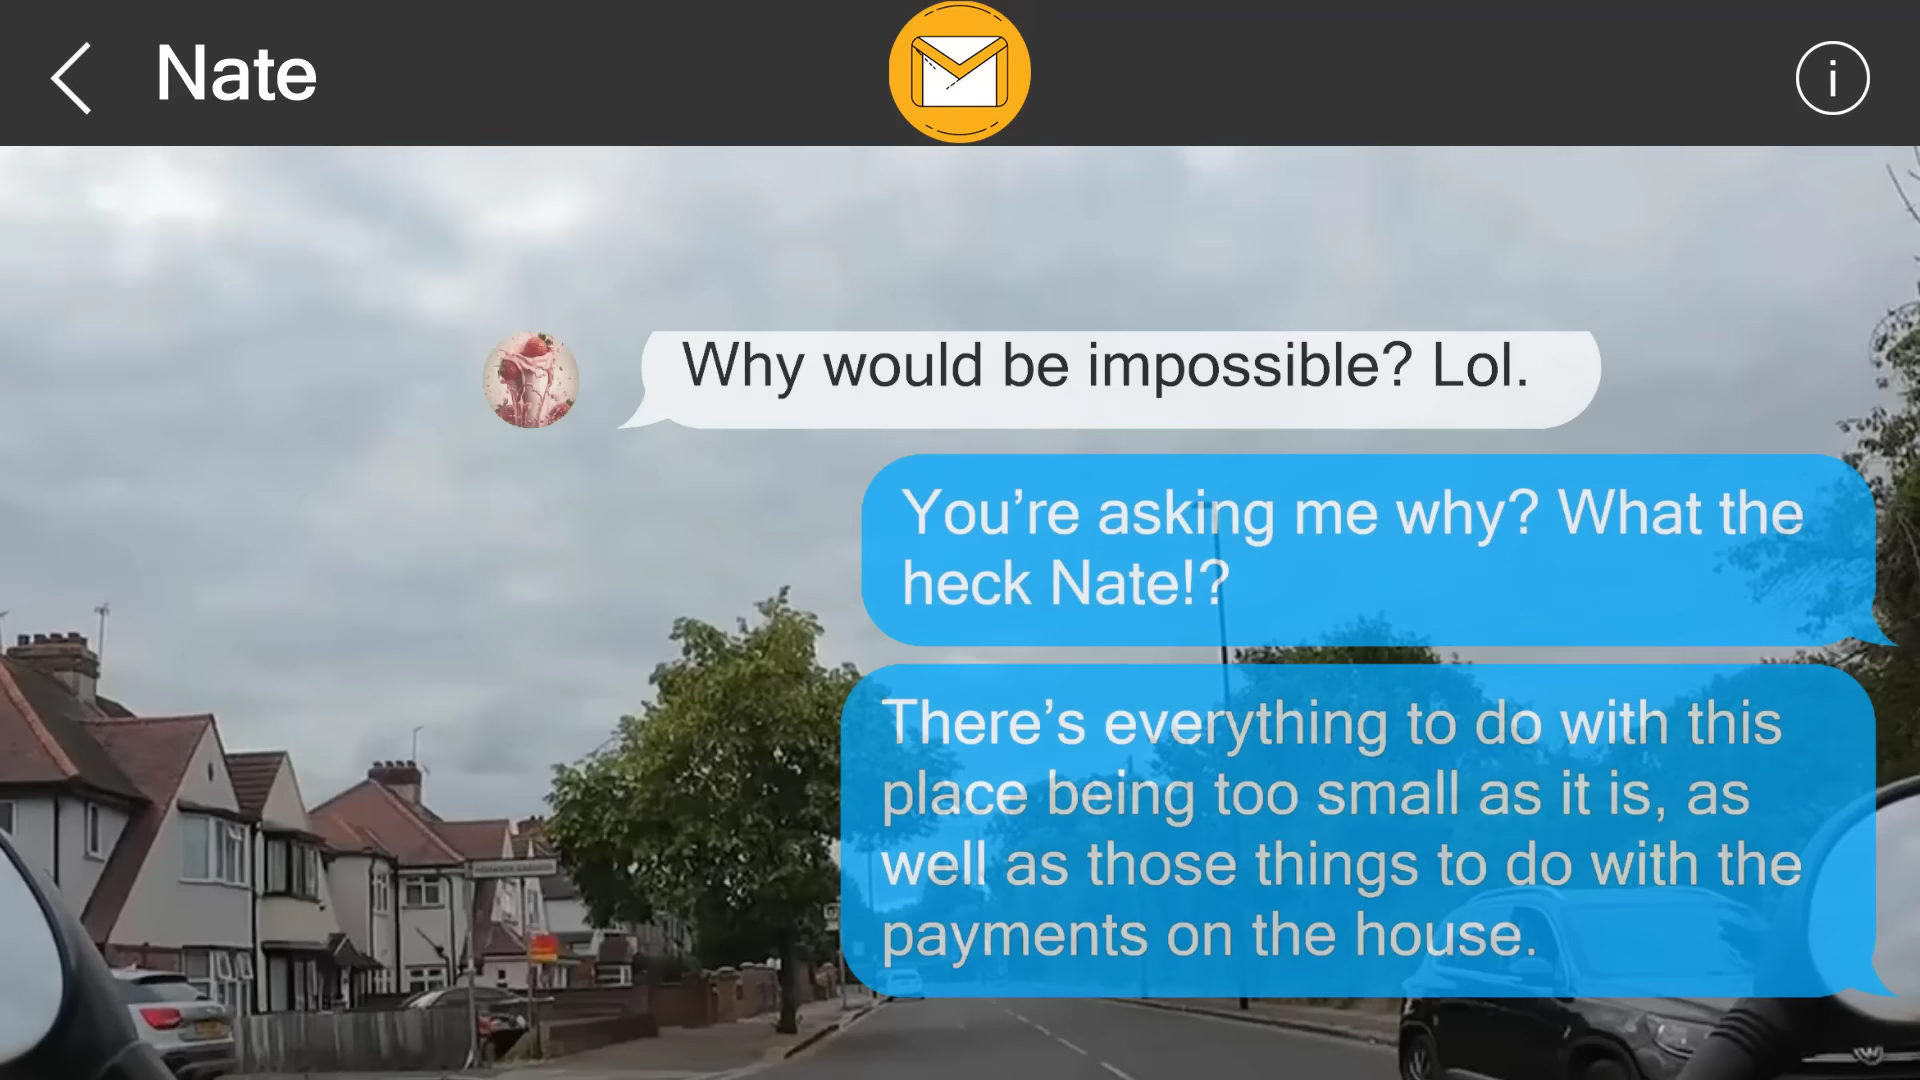 Nate
Why would be impossible? Lol.
You’re asking me why? What the
heck Nate!?
There’s everything to do with this
place being too small as it is, as
well as those things to do with the
payments on the house.